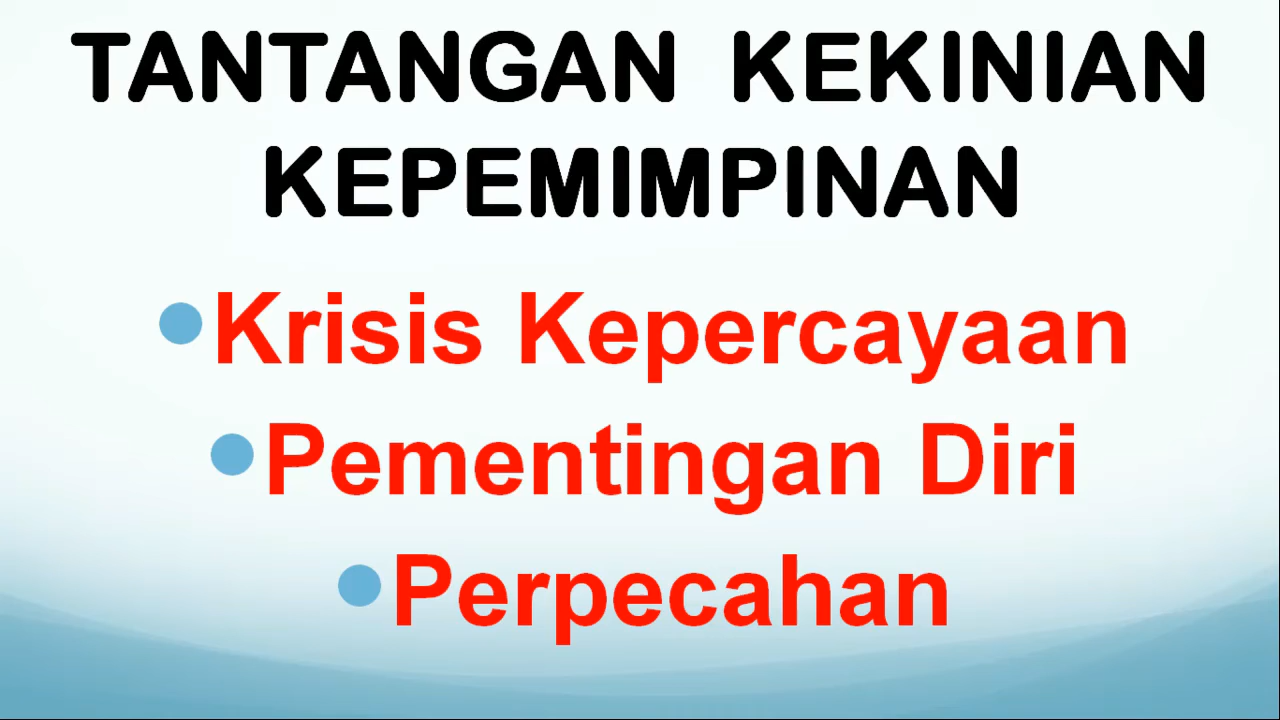 TANTANGAN KEKINIAN
KEPEMIMPINAN
•Krisis Kepercayaan
•Pementingan Diri
•Perpecahan